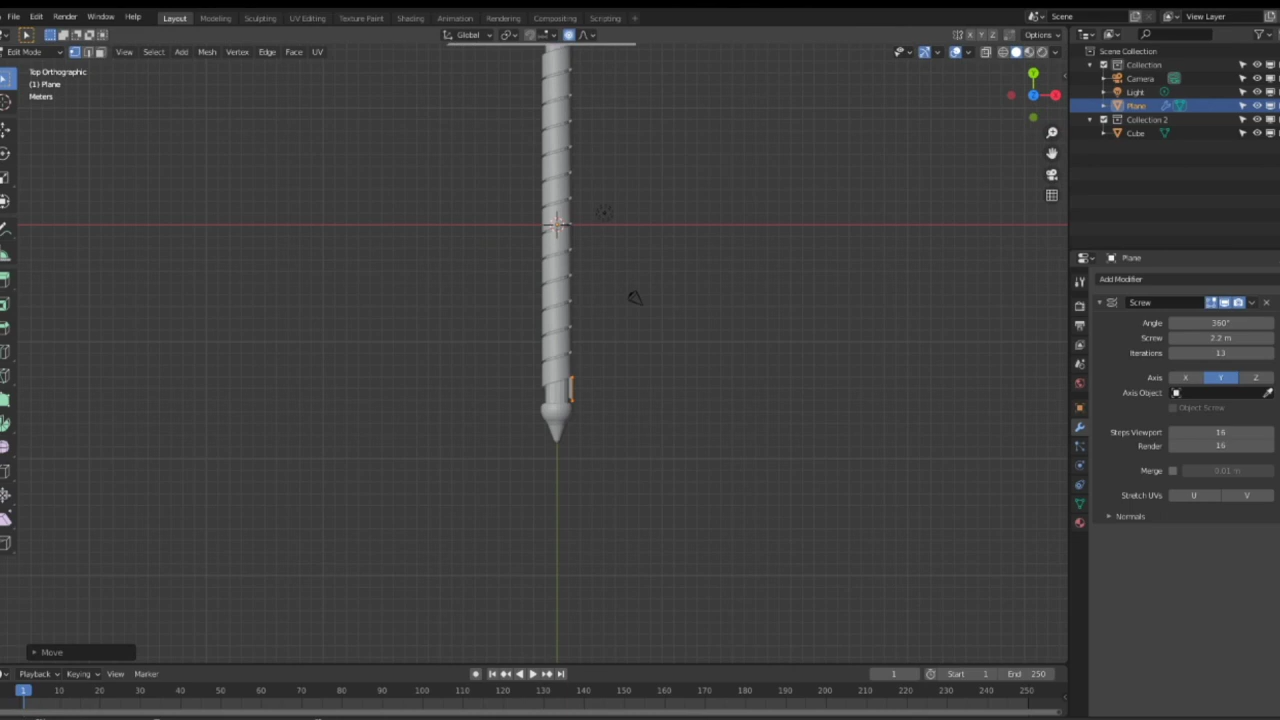 File Edit Render Window Help Layout Modeling Sculpting UV Editing Texture Paint Shading Animation Rendering Compositing Scripting + Scene View Layer
Global Options
Edit Mode View Select Add Mesh Vertex Edge Face UV
Top Orthographic
(1) Plane
Meters
Y
Z X
Scene Collection
Collection
Camera
Light
Plane
Collection 2
Cube
Plane
Add Modifier
Screw
Angle 360°
Screw 2.2 m
Iterations 13
Axis X Y Z
Axis Object
Object Screw
Steps Viewport 16
Render 16
Merge 0.01 m
Stretch UVs U V
Normals
Move
Playback Keying View Marker 1 Start 1 End 250
1 10 20 30 40 50 60 70 80 90 100 110 120 130 140 150 160 170 180 190 200 210 220 230 240 250